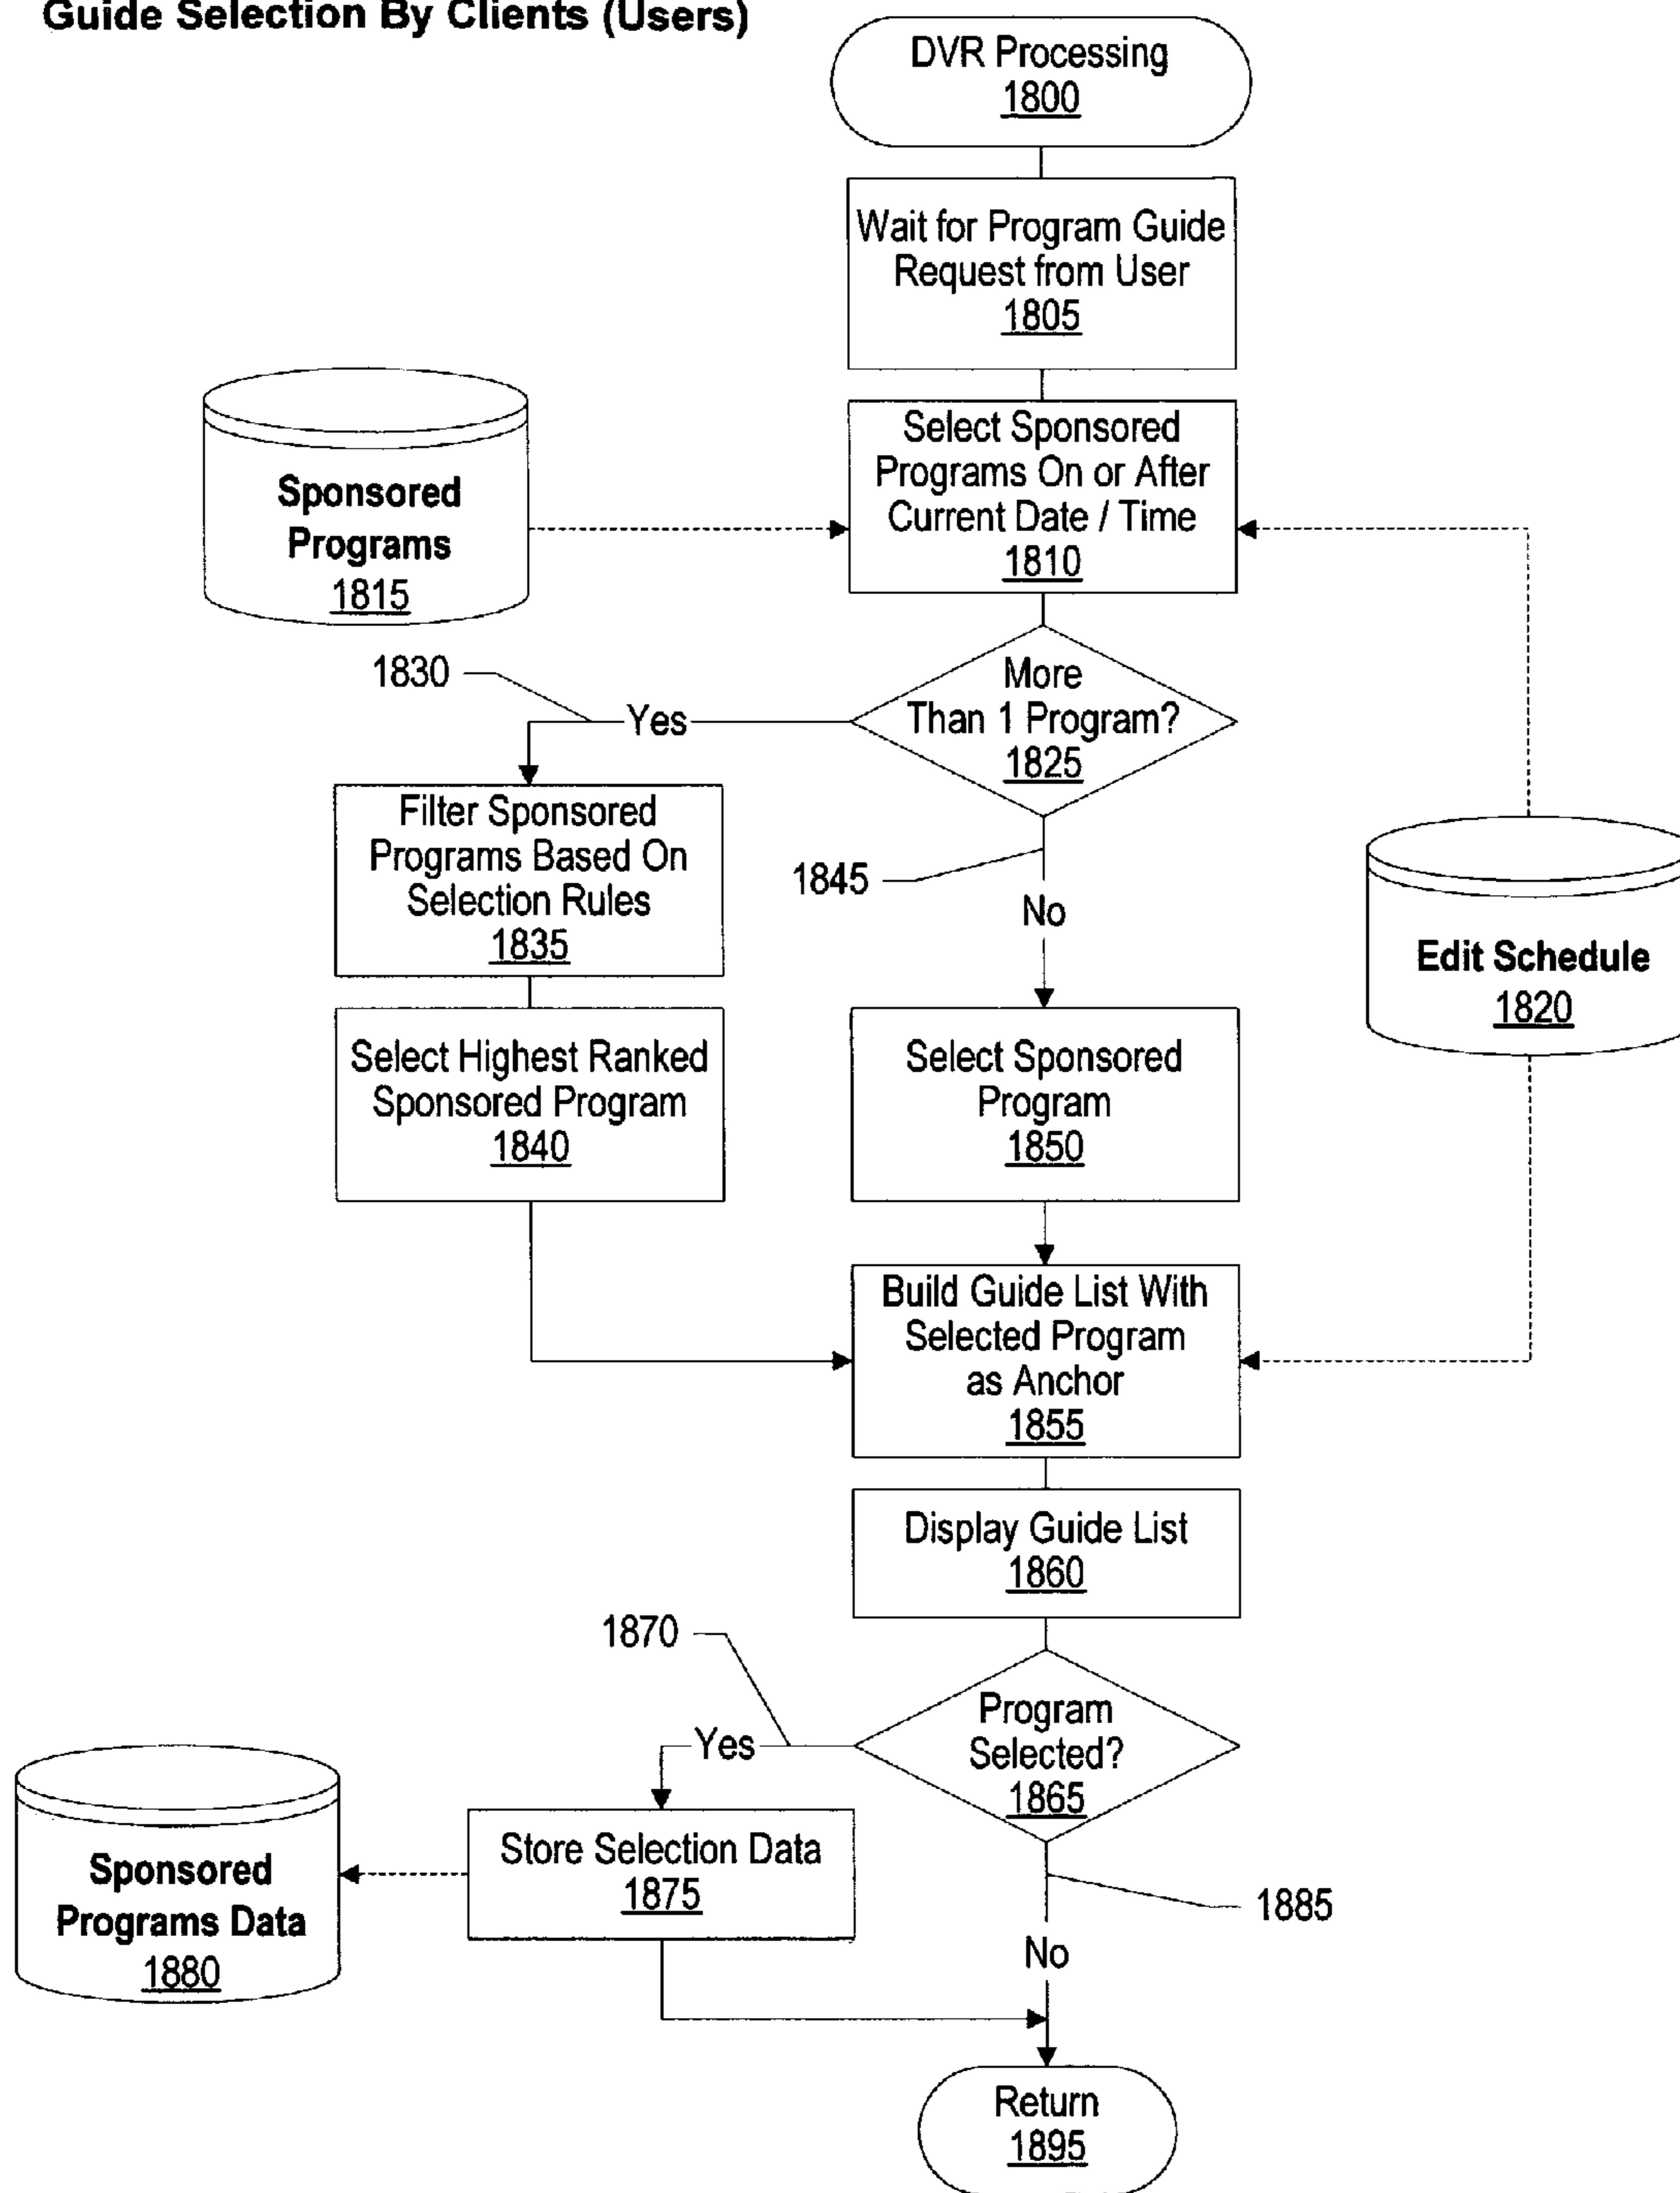 Guide Selection By Clients (Users)
DVR Processing
1800
Wait for Program Guide
Request from User
1805
Select Sponsored
Programs On or After
Current Date / Time
1810
Sponsored
Programs
1815
More
Than 1 Program?
1825
1830
Yes
Filter Sponsored
Programs Based On
Selection Rules
1835
1845
No
Edit Schedule
1820
Select Highest Ranked
Sponsored Program
1840
Select Sponsored
Program
1850
Build Guide List With
Selected Program
as Anchor
1855
Display Guide List
1860
1870
Yes
Program
Selected?
1865
Store Selection Data
1875
Sponsored
Programs Data
1880
1885
No
Return
1895